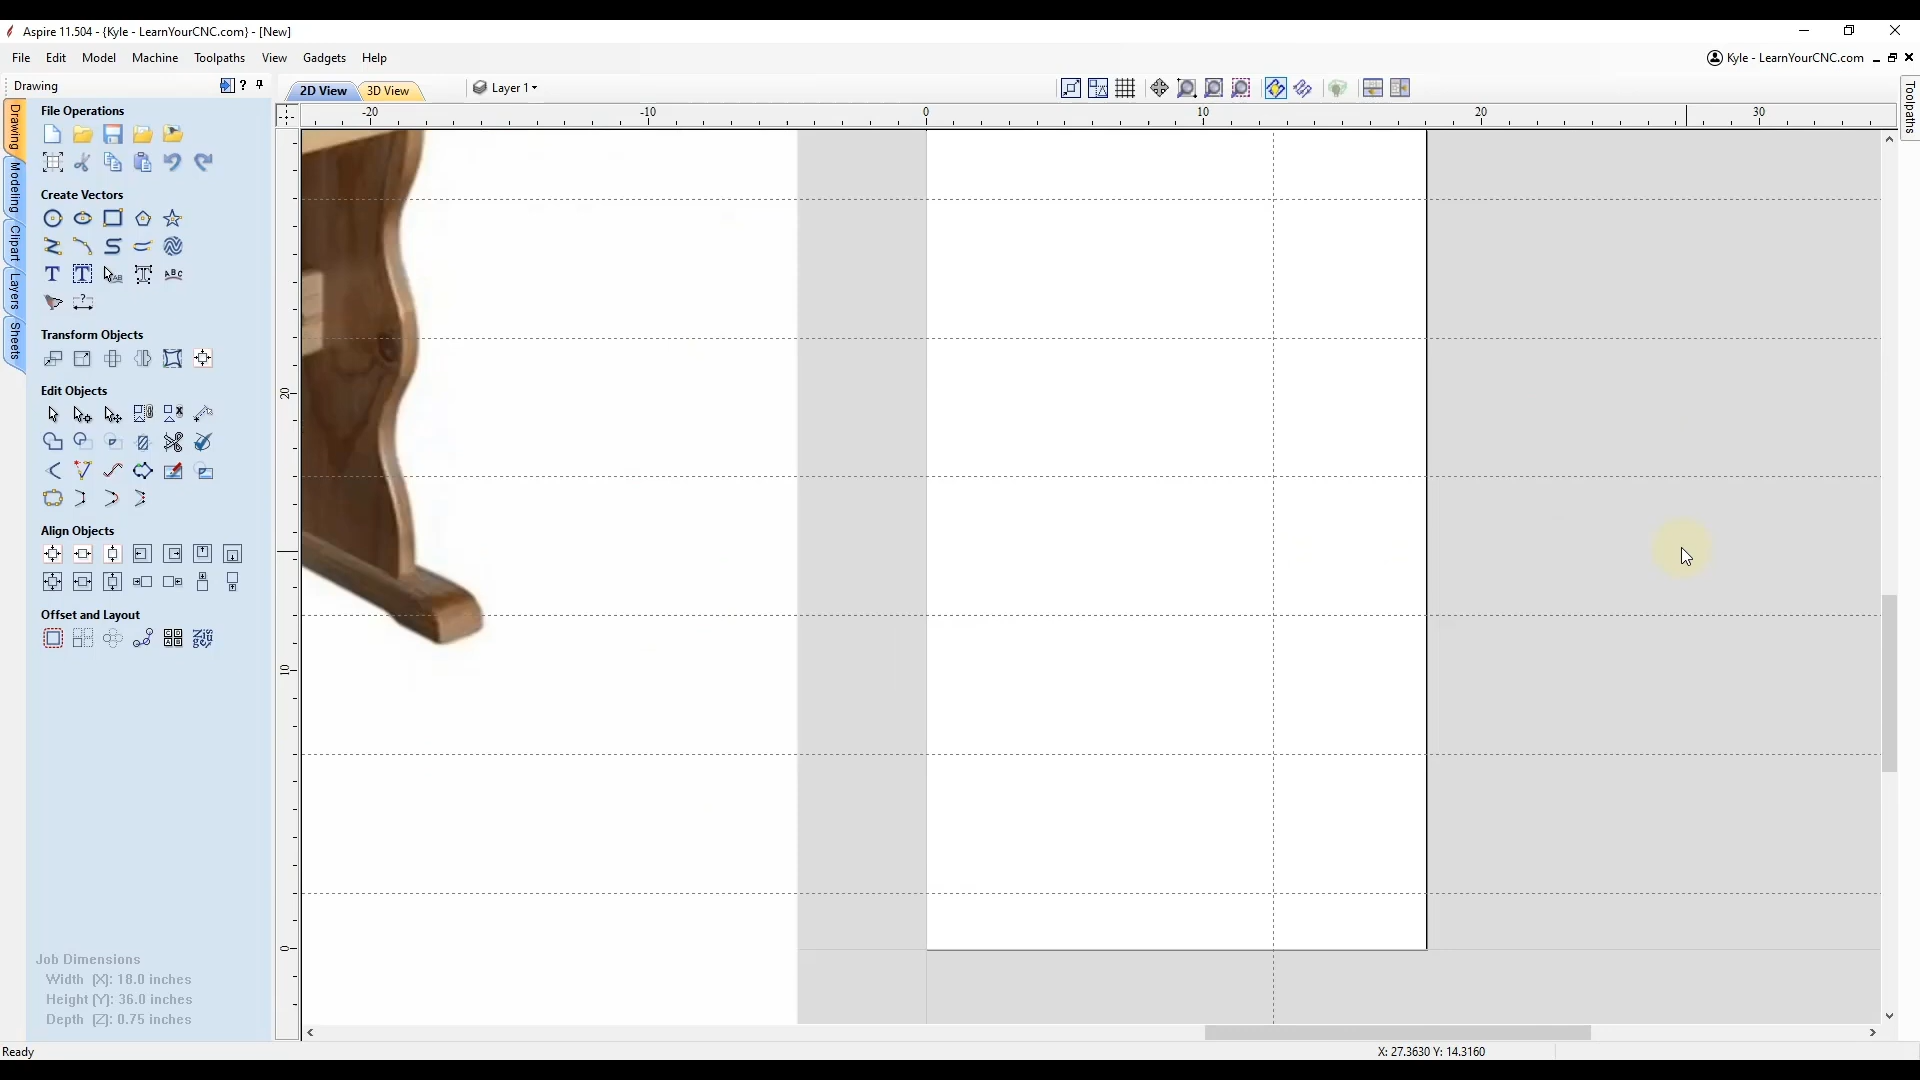 Aspire 11.504 - {Kyle - LearnYourCNC.com} - [New]
File Edit Model Machine Toolpaths View Gadgets Help
Kyle - LearnYourCNC.com
Drawing
2D View 3D View
Layer 1
Toolpaths
Drawing
Modeling
Clipart
Layers
Sheets
File Operations
Create Vectors
Transform Objects
Edit Objects
Align Objects
Offset and Layout
-20 -10 0 10 20 30
20
10
0
Job Dimensions
Width (X): 18.0 inches
Height (Y): 36.0 inches
Depth (Z): 0.75 inches
Ready
X: 27.3630 Y: 14.3160